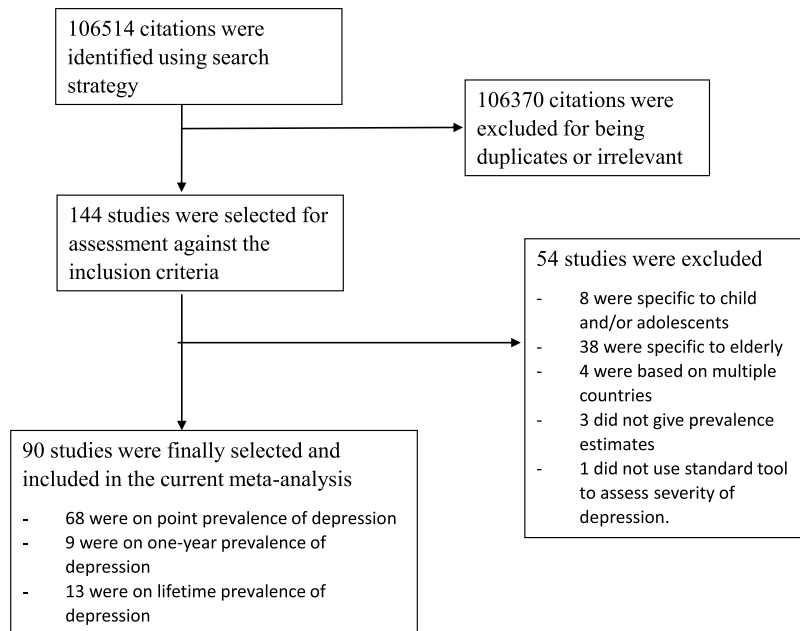 106514 citations were
identified using search
strategy
106370 citations were
excluded for being
duplicates or irrelevant
144 studies were selected for
assessment against the
inclusion criteria
54 studies were excluded
- 8 were specific to child
and/or adolescents
- 38 were specific to elderly
- 4 were based on multiple
countries
- 3 did not give prevalence
estimates
- 1 did not use standard tool
to assess severity of
depression.
90 studies were finally selected and
included in the current meta-analysis
- 68 were on point prevalence of depression
- 9 were on one-year prevalence of
depression
- 13 were on lifetime prevalence of
depression